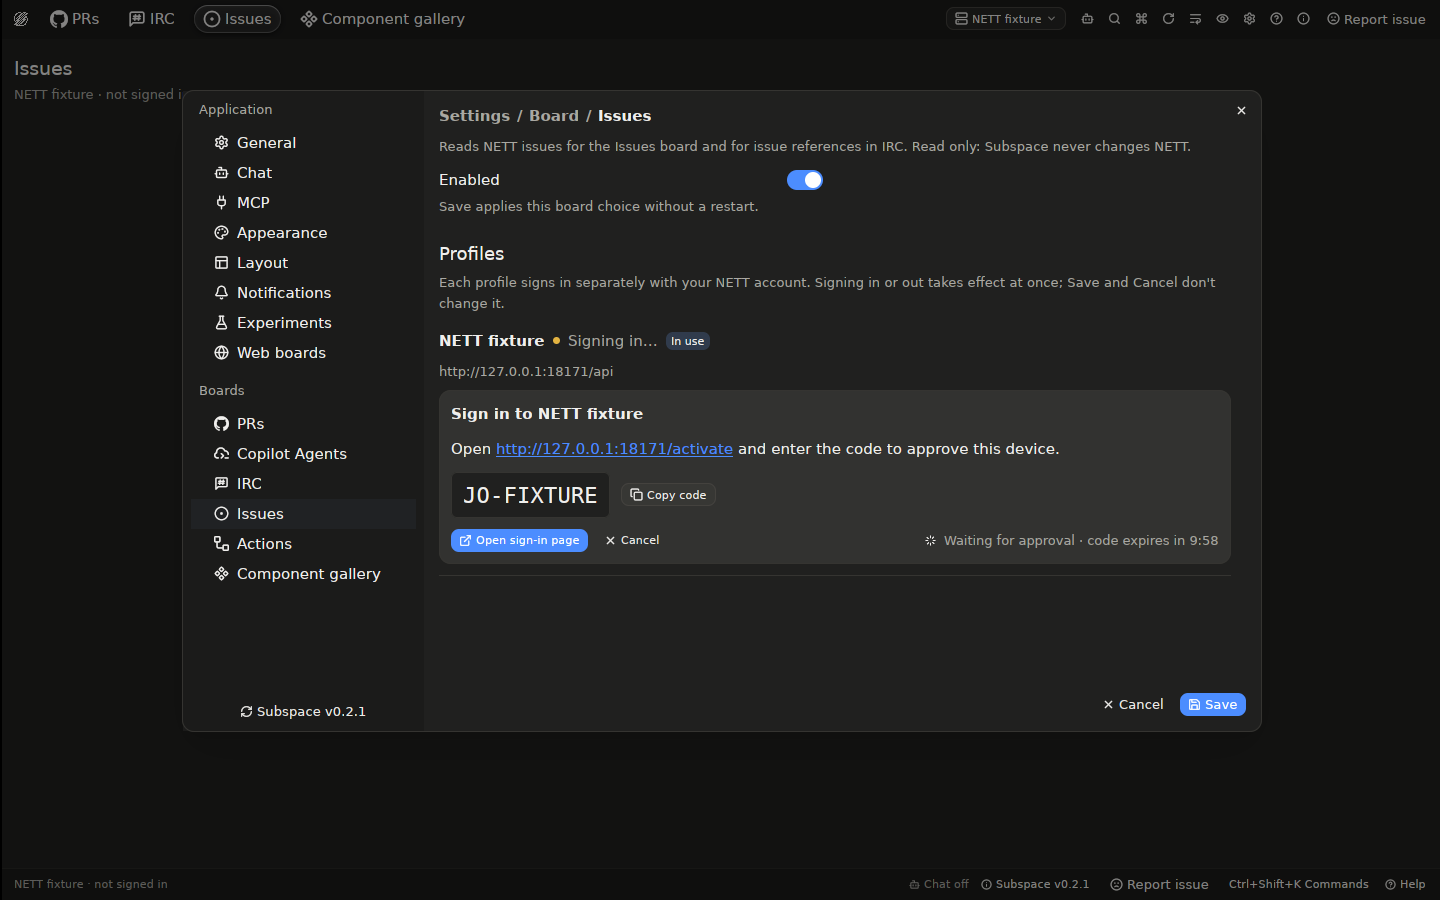 PRs
IRC
Issues
Component gallery
NETT fixture
Report issue
Issues
NETT fixture · not signed i
Application
General
Chat
MCP
Appearance
Layout
Notifications
Experiments
Web boards
Boards
PRs
Copilot Agents
IRC
Issues
Actions
Component gallery
Subspace v0.2.1
Settings / Board / Issues
Reads NETT issues for the Issues board and for issue references in IRC. Read only: Subspace never changes NETT.
Enabled
Save applies this board choice without a restart.
Profiles
Each profile signs in separately with your NETT account. Signing in or out takes effect at once; Save and Cancel don't
change it.
NETT fixture Signing in... In use
http://127.0.0.1:18171/api
Sign in to NETT fixture
Open http://127.0.0.1:18171/activate and enter the code to approve this device.
JO-FIXTURE Copy code
Open sign-in page Cancel Waiting for approval · code expires in 9:58
Cancel Save
NETT fixture · not signed in
Chat off
Subspace v0.2.1
Report issue
Ctrl+Shift+K Commands
Help